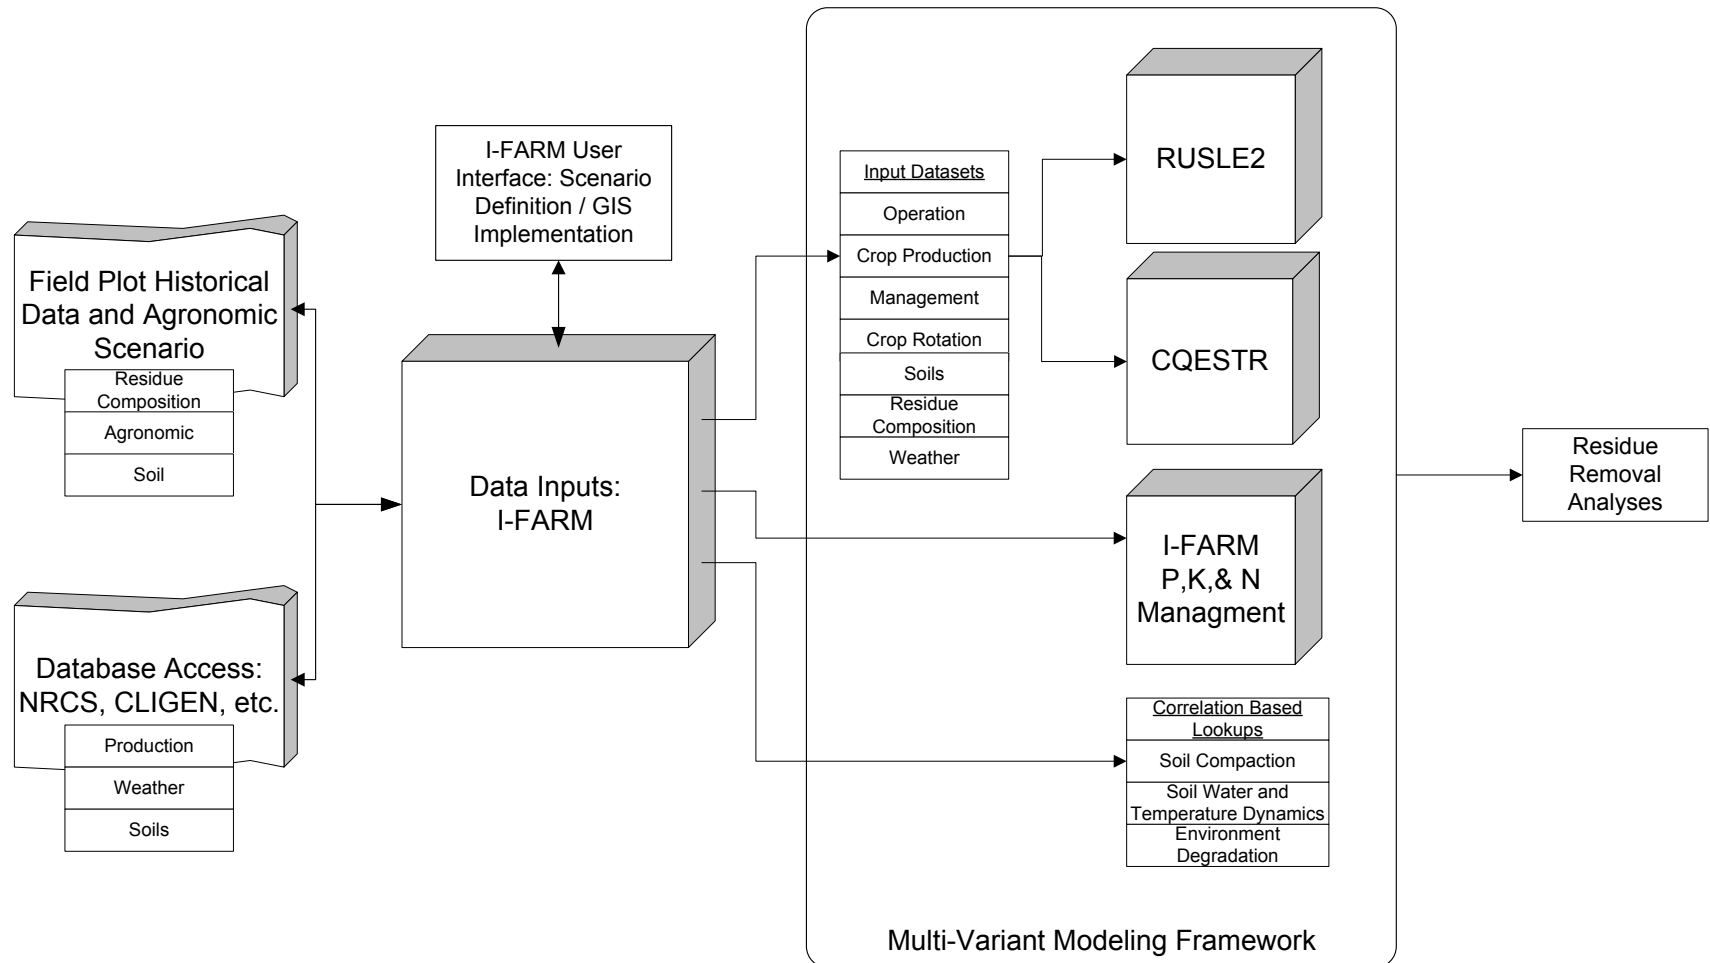 Field Plot Historical
Data and Agronomic
Scenario
Residue
Composition
Agronomic
Soil
Database Access:
NRCS, CLIGEN, etc.
Production
Weather
Soils
I-FARM User
Interface: Scenario
Definition / GIS
Implementation
Data Inputs:
I-FARM
Input Datasets
Operation
Crop Production
Management
Crop Rotation
Soils
Residue
Composition
Weather
RUSLE2
CQESTR
I-FARM
P,K,& N
Managment
Correlation Based
Lookups
Soil Compaction
Soil Water and
Temperature Dynamics
Environment
Degradation
Multi-Variant Modeling Framework
Residue
Removal
Analyses